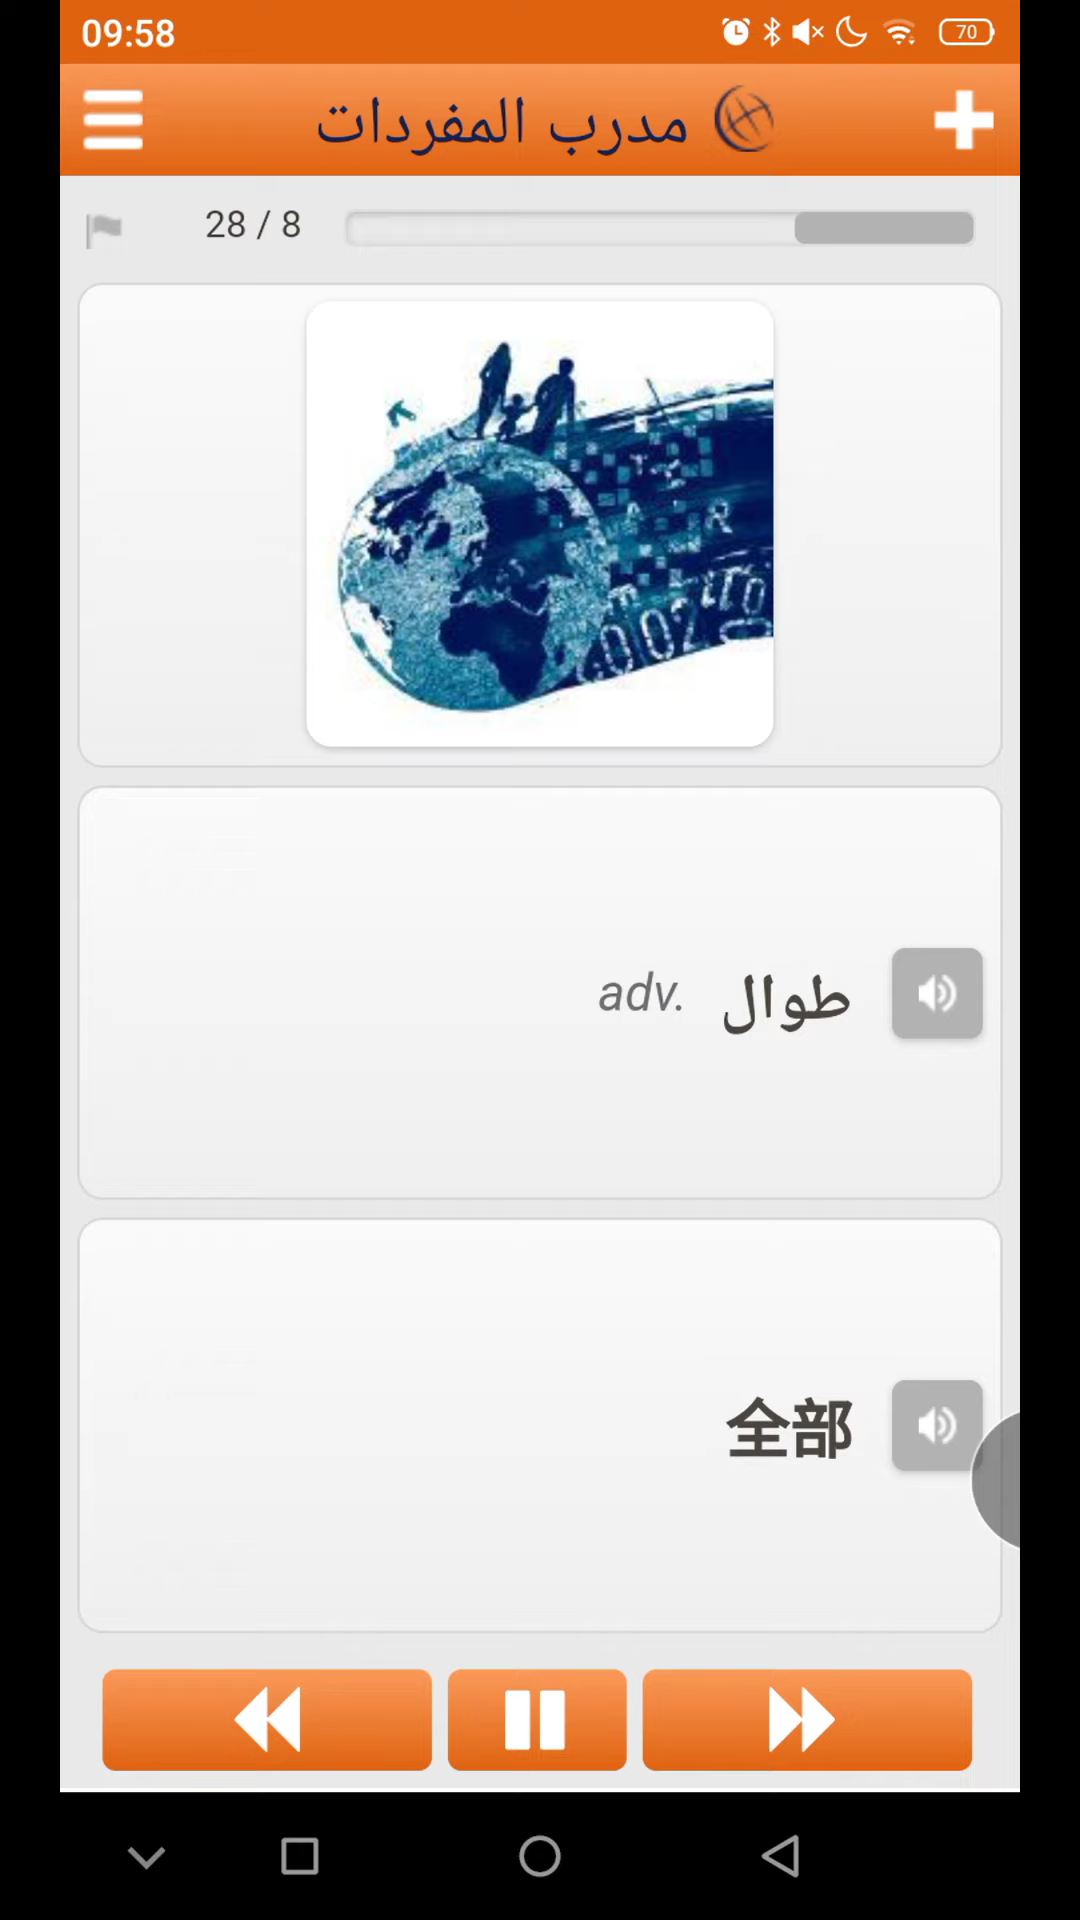 09:58
70
مدرب المفردات
28 / 8
طوال adv.
全部